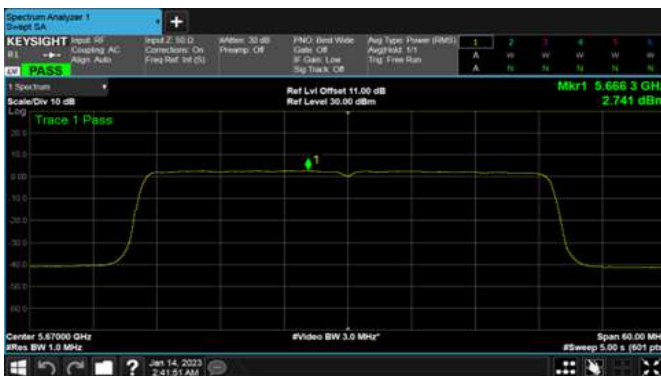 Spectrum Analyzer 1
Swept SA
+
KEYSIGHT Input: RF
Coupling: AC
Align: Auto
Input Z: 50 Ω
Corrections: On
Freq Ref: Int (S)
#Atten: 30 dB
Preamp: Off
PNO: Best Wide
Gate: Off
IF Gain: Low
Sig Track: Off
Avg Type: Power (RMS)
Avg|Hold: 1/1
Trig: Free Run
1 2 3 4 5 6
A W W W W W
A N N N N N
RL
LXI PASS
1 Spectrum
Scale/Div 10 dB
Ref Lvl Offset 11.00 dB
Ref Level 30.00 dBm
Mkr1 5.666 3 GHz
2.741 dBm
Log
Trace 1 Pass
20.0
10.0
0.00
-10.0
-20.0
-30.0
-40.0
-50.0
-60.0
1
Center 5.67000 GHz
#Res BW 1.0 MHz
#Video BW 3.0 MHz*
Span 60.00 MH
#Sweep 5.00 s (601 pts
?
Jan 14, 2023
2:41:51 AM